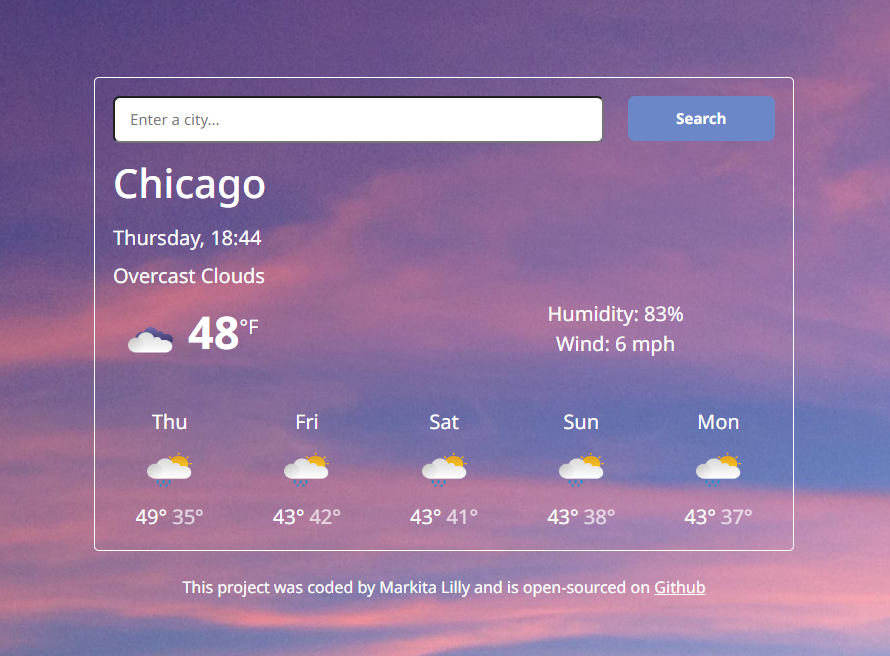 Enter a city...
Search
Chicago
Thursday, 18:44
Overcast Clouds
48°F
Humidity: 83%
Wind: 6 mph
Thu Fri Sat Sun Mon
49° 35° 43° 42° 43° 41° 43° 38° 43° 37°
This project was coded by Markita Lilly and is open-sourced on Github